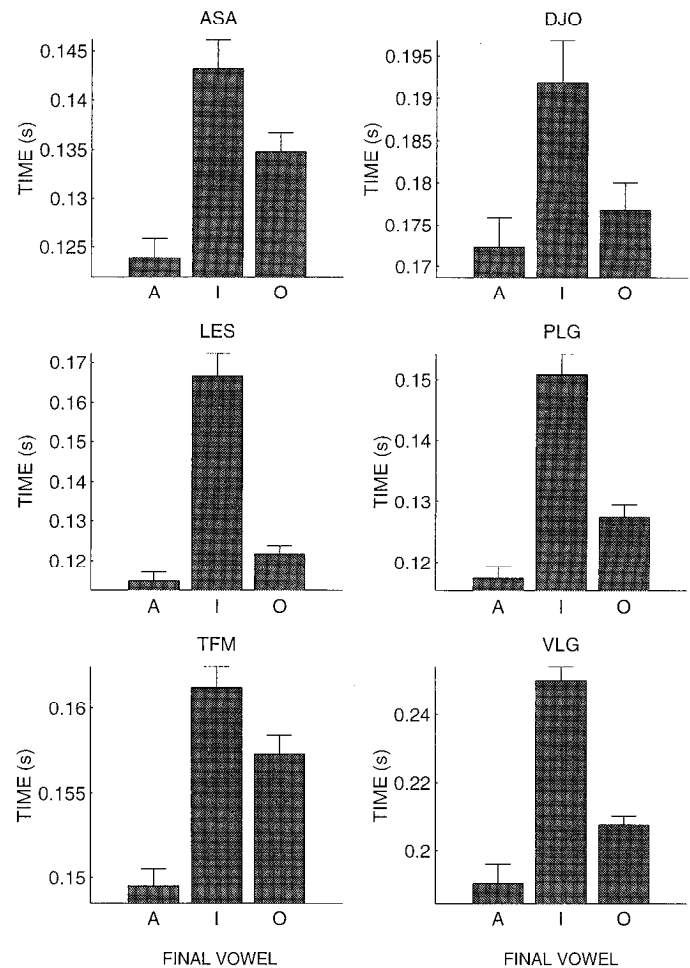 ASA
TIME (s)
0.145
0.14
0.135
0.13
0.125
A I O
DJO
TIME (s)
0.195
0.19
0.185
0.18
0.175
0.17
A I O
LES
TIME (s)
0.17
0.16
0.15
0.14
0.13
0.12
A I O
PLG
TIME (s)
0.15
0.14
0.13
0.12
A I O
TFM
TIME (s)
0.16
0.155
0.15
A I O
FINAL VOWEL
VLG
TIME (s)
0.24
0.22
0.2
A I O
FINAL VOWEL